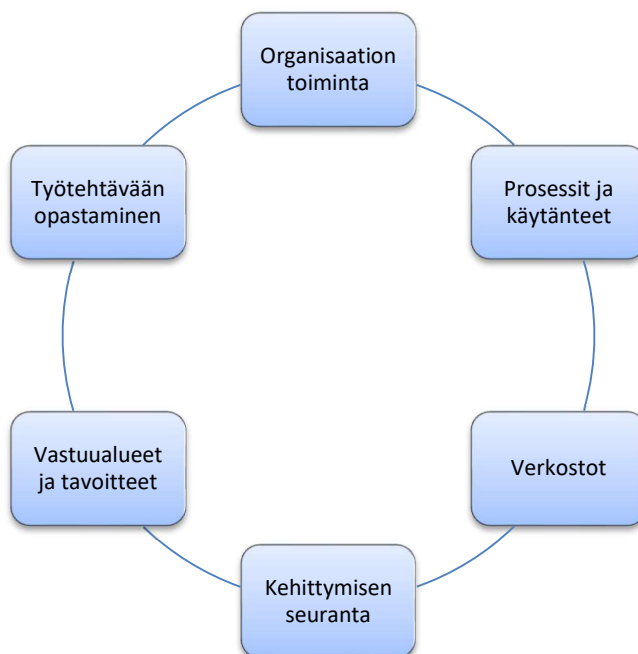 Organisaation
toiminta
Prosessit ja
käytänteet
Verkostot
Kehittymisen
seuranta
Vastuualueet
ja tavoitteet
Työtehtävään
opastaminen